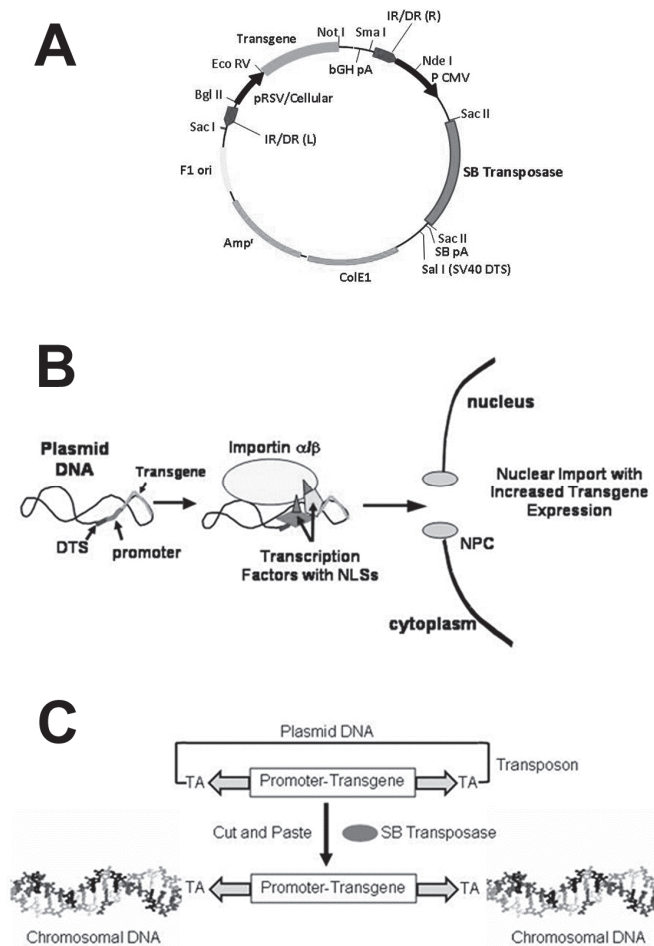 A
IR/DR (R)
Not I
Sma I
Transgene
Nde I
bGH pA
P CMV
Eco RV
Bgl II
pRSV/Cellular
Sac II
Sac I
IR/DR (L)
F1 ori
SB Transposase
Sac II
SB pA
Ampʳ
Sal I (SV40 DTS)
ColE1
B
nucleus
Plasmid
DNA
Importin α/β
Transgene
Nuclear Import with
Increased Transgene
Expression
DTS
promoter
Transcription
Factors with NLSs
NPC
cytoplasm
C
Plasmid DNA
Transposon
TA
Promoter-Transgene
TA
Cut and Paste
SB Transposase
TA
Promoter-Transgene
TA
Chromosomal DNA
Chromosomal DNA